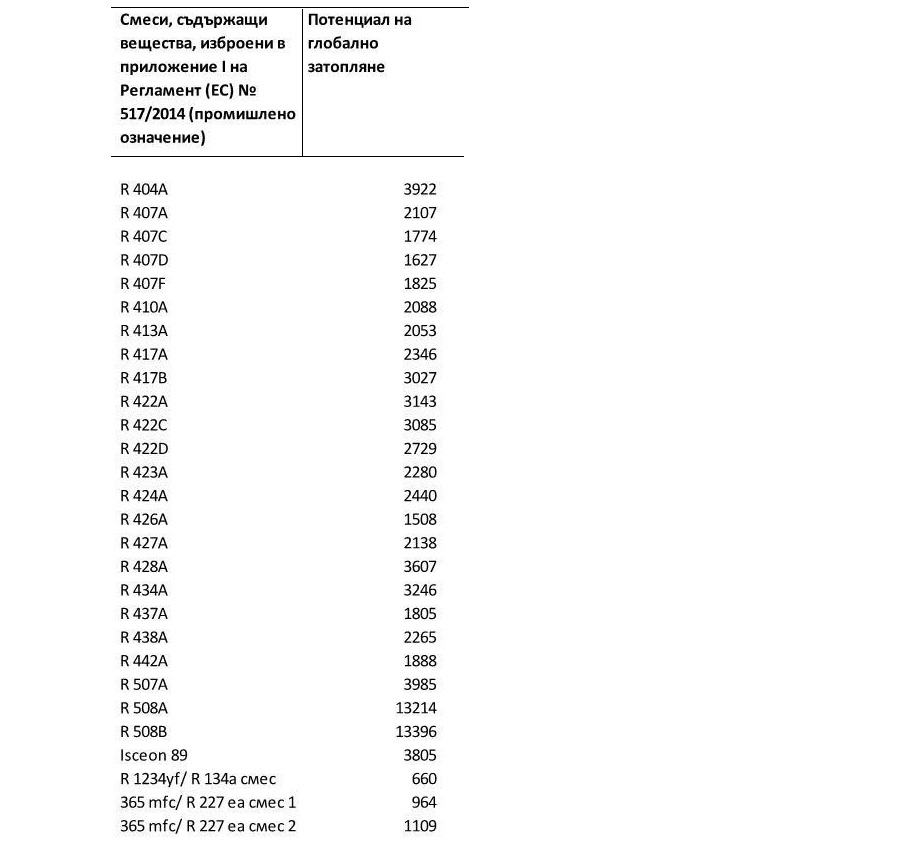 Смеси, съдържащи Потенциал на
вещества, изброени в глобално
приложение I на затопляне
Регламент (ЕС) №
517/2014 (промишлено
означение)
R 404A 3922
R 407A 2107
R 407C 1774
R 407D 1627
R 407F 1825
R 410A 2088
R 413A 2053
R 417A 2346
R 417B 3027
R 422A 3143
R 422C 3085
R 422D 2729
R 423A 2280
R 424A 2440
R 426A 1508
R 427A 2138
R 428A 3607
R 434A 3246
R 437A 1805
R 438A 2265
R 442A 1888
R 507A 3985
R 508A 13214
R 508B 13396
Isceon 89 3805
R 1234yf/ R 134a смес 660
365 mfc/ R 227 ea смес 1 964
365 mfc/ R 227 ea смес 2 1109